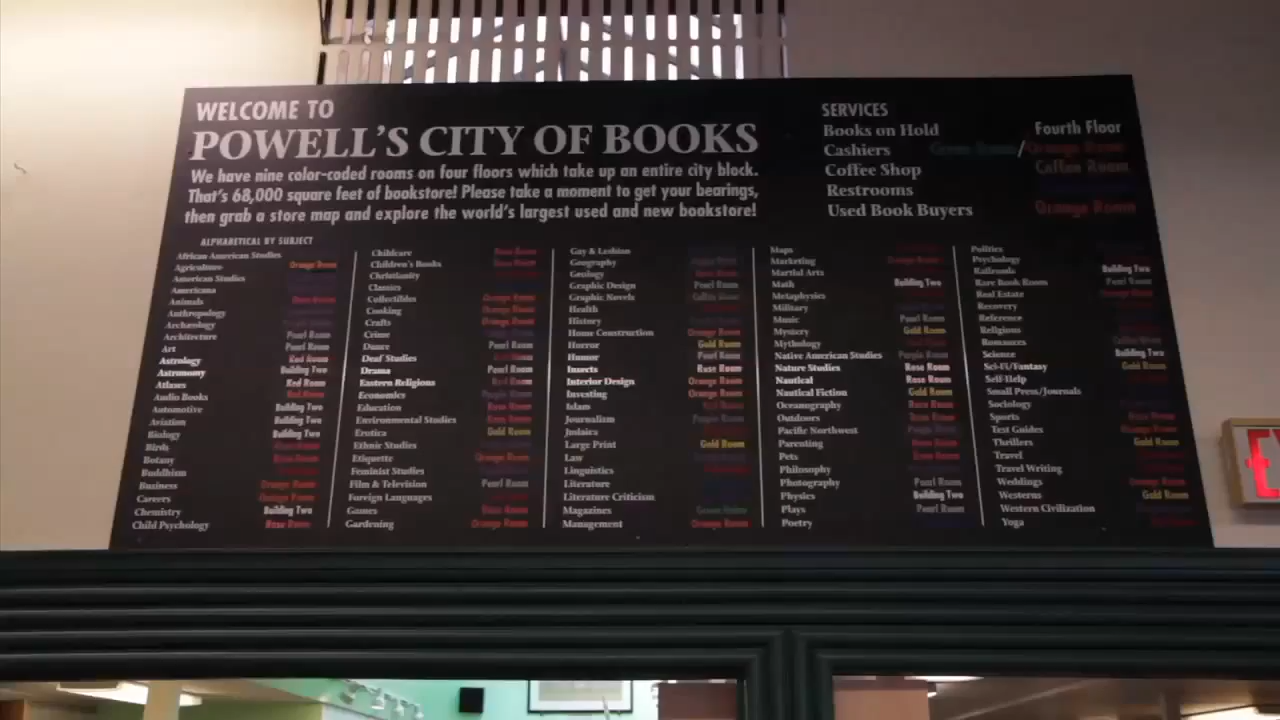 WELCOME TO
POWELL'S CITY OF BOOKS
We have nine color-coded rooms on four floors which take up an entire city block.
That's 68,000 square feet of bookstore! Please take a moment to get your bearings,
then grab a store map and explore the world's largest used and new bookstore!
SERVICES
Books on Hold Fourth Floor
Cashiers Green Room/Orange Room
Coffee Shop Coffee Room
Restrooms
Used Book Buyers Orange Room
ALPHABETICAL BY SUBJECT
African American Studies
Agriculture Orange Room
American Studies
Americana
Animals Rose Room
Anthropology
Archaeology
Architecture Pearl Room
Art Pearl Room
Astrology Red Room
Astronomy Building Two
Atlases Red Room
Audio Books Red Room
Automotive Building Two
Aviation Building Two
Biology Building Two
Birds
Botany
Buddhism
Business Orange Room
Careers Orange Room
Chemistry Building Two
Child Psychology Rose Room
Childcare Rose Room
Children's Books Rose Room
Christianity
Classics
Collectibles Orange Room
Cooking Orange Room
Crafts Orange Room
Crime
Dance Pearl Room
Deaf Studies Red Room
Drama Pearl Room
Eastern Religions Red Room
Economics Purple Room
Education Rose Room
Environmental Studies Rose Room
Erotica Gold Room
Ethnic Studies
Etiquette Orange Room
Feminist Studies
Film & Television Pearl Room
Foreign Languages
Games Rose Room
Gardening Orange Room
Gay & Lesbian
Geography Purple Room
Geology Rose Room
Graphic Design Pearl Room
Graphic Novels Coffee Room
Health
History
Home Construction Orange Room
Horror Gold Room
Humor Pearl Room
Insects Rose Room
Interior Design Orange Room
Investing Orange Room
Islam Red Room
Journalism Purple Room
Judaica
Large Print Gold Room
Law
Linguistics
Literature
Literature Criticism
Magazines Green Room
Management Orange Room
Maps
Marketing Orange Room
Martial Arts
Math Building Two
Metaphysics
Military
Music Pearl Room
Mystery Gold Room
Mythology
Native American Studies Purple Room
Nature Studies Rose Room
Nautical Rose Room
Nautical Fiction Gold Room
Oceanography Rose Room
Outdoors Rose Room
Pacific Northwest Purple Room
Parenting Rose Room
Pets Rose Room
Philosophy
Photography Pearl Room
Physics Building Two
Plays Pearl Room
Poetry
Politics
Psychology
Railroads Building Two
Rare Book Room Pearl Room
Real Estate Orange Room
Recovery
Reference
Religions
Romances Coffee Room
Science Building Two
Sci-Fi/Fantasy Gold Room
Self-Help
Small Press/Journals
Sociology
Sports Rose Room
Test Guides Orange Room
Thrillers Gold Room
Travel
Travel Writing
Weddings Orange Room
Westerns Gold Room
Western Civilization
Yoga